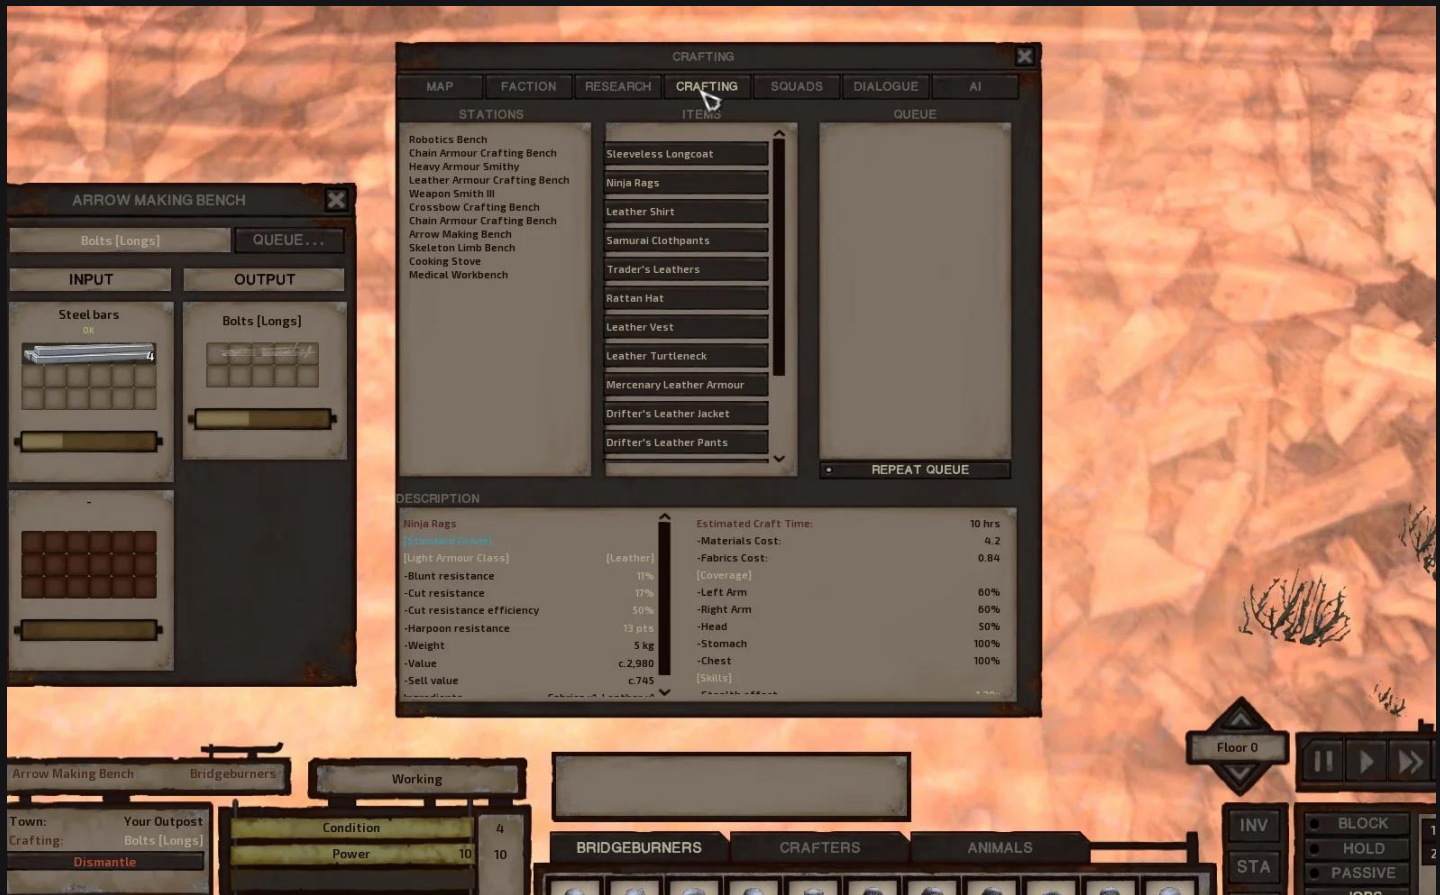 CRAFTING
MAP FACTION RESEARCH CRAFTING SQUADS DIALOGUE AI
STATIONS
Robotics Bench
Chain Armour Crafting Bench
Heavy Armour Smithy
Leather Armour Crafting Bench
Weapon Smith III
Crossbow Crafting Bench
Chain Armour Crafting Bench
Arrow Making Bench
Skeleton Limb Bench
Cooking Stove
Medical Workbench
ITEMS
Sleeveless Longcoat
Ninja Rags
Leather Shirt
Samurai Clothpants
Trader's Leathers
Rattan Hat
Leather Vest
Leather Turtleneck
Mercenary Leather Armour
Drifter's Leather Jacket
Drifter's Leather Pants
QUEUE
REPEAT QUEUE
DESCRIPTION
Ninja Rags
[Standard Grade]
[Light Armour Class] [Leather]
-Blunt resistance 11%
-Cut resistance 17%
-Cut resistance efficiency 50%
-Harpoon resistance 13 pts
-Weight 5 kg
-Value c.2,980
-Sell value c.745
Estimated Craft Time: 10 hrs
-Materials Cost: 4.2
-Fabrics Cost: 0.84
[Coverage]
-Left Arm 60%
-Right Arm 60%
-Head 50%
-Stomach 100%
-Chest 100%
[Skills]
ARROW MAKING BENCH
Bolts [Longs] QUEUE...
INPUT OUTPUT
Steel bars
OK
4
-
Bolts [Longs]
Arrow Making Bench Bridgeburners
Town: Your Outpost
Crafting: Bolts [Longs]
Dismantle
Working
Condition 4
Power 10 10
BRIDGEBURNERS CRAFTERS ANIMALS
Floor 0
INV
STA
BLOCK
HOLD
PASSIVE